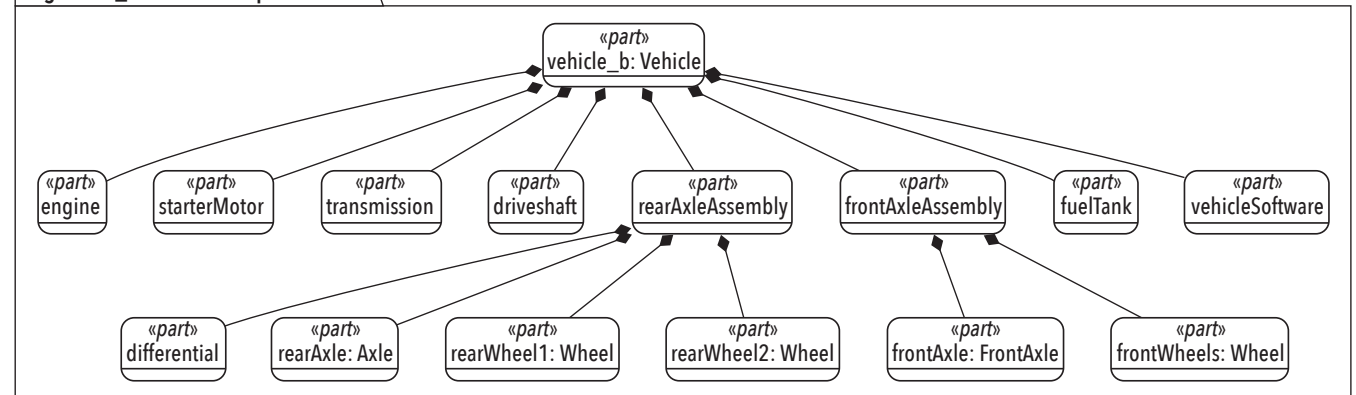 «part»
vehicle_b: Vehicle
«part»
engine
«part»
starterMotor
«part»
transmission
«part»
driveshaft
«part»
rearAxleAssembly
«part»
frontAxleAssembly
«part»
fuelTank
«part»
vehicleSoftware
«part»
differential
«part»
rearAxle: Axle
«part»
rearWheel1: Wheel
«part»
rearWheel2: Wheel
«part»
frontAxle: FrontAxle
«part»
frontWheels: Wheel